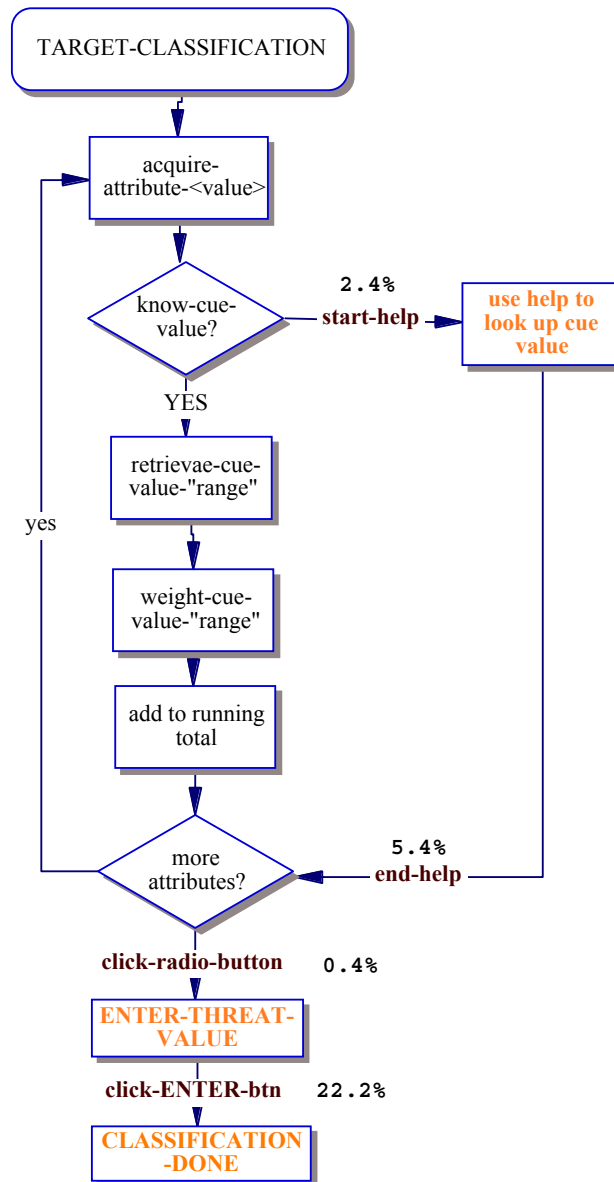 TARGET-CLASSIFICATION
acquire-
attribute-<value>
know-cue-
value?
2.4%
start-help
use help to
look up cue
value
YES
retrievae-cue-
value-"range"
yes
weight-cue-
value-"range"
add to running
total
more
attributes?
5.4%
end-help
click-radio-button 0.4%
ENTER-THREAT-
VALUE
click-ENTER-btn 22.2%
CLASSIFICATION
-DONE